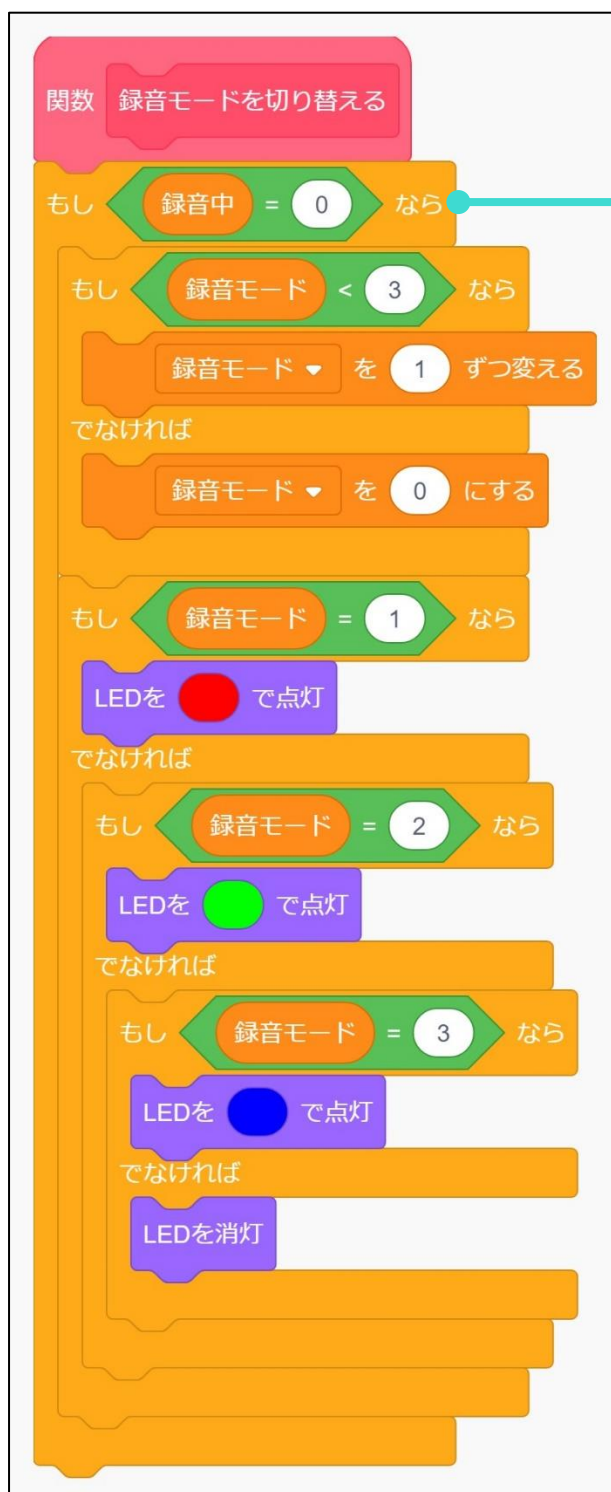 関数 録音モードを切り替える
もし 録音中 = 0 なら
もし 録音モード < 3 なら
録音モード を 1 ずつ変える
でなければ
録音モード を 0 にする
もし 録音モード = 1 なら
LEDを で点灯
でなければ
もし 録音モード = 2 なら
LEDを で点灯
でなければ
もし 録音モード = 3 なら
LEDを で点灯
でなければ
LEDを消灯